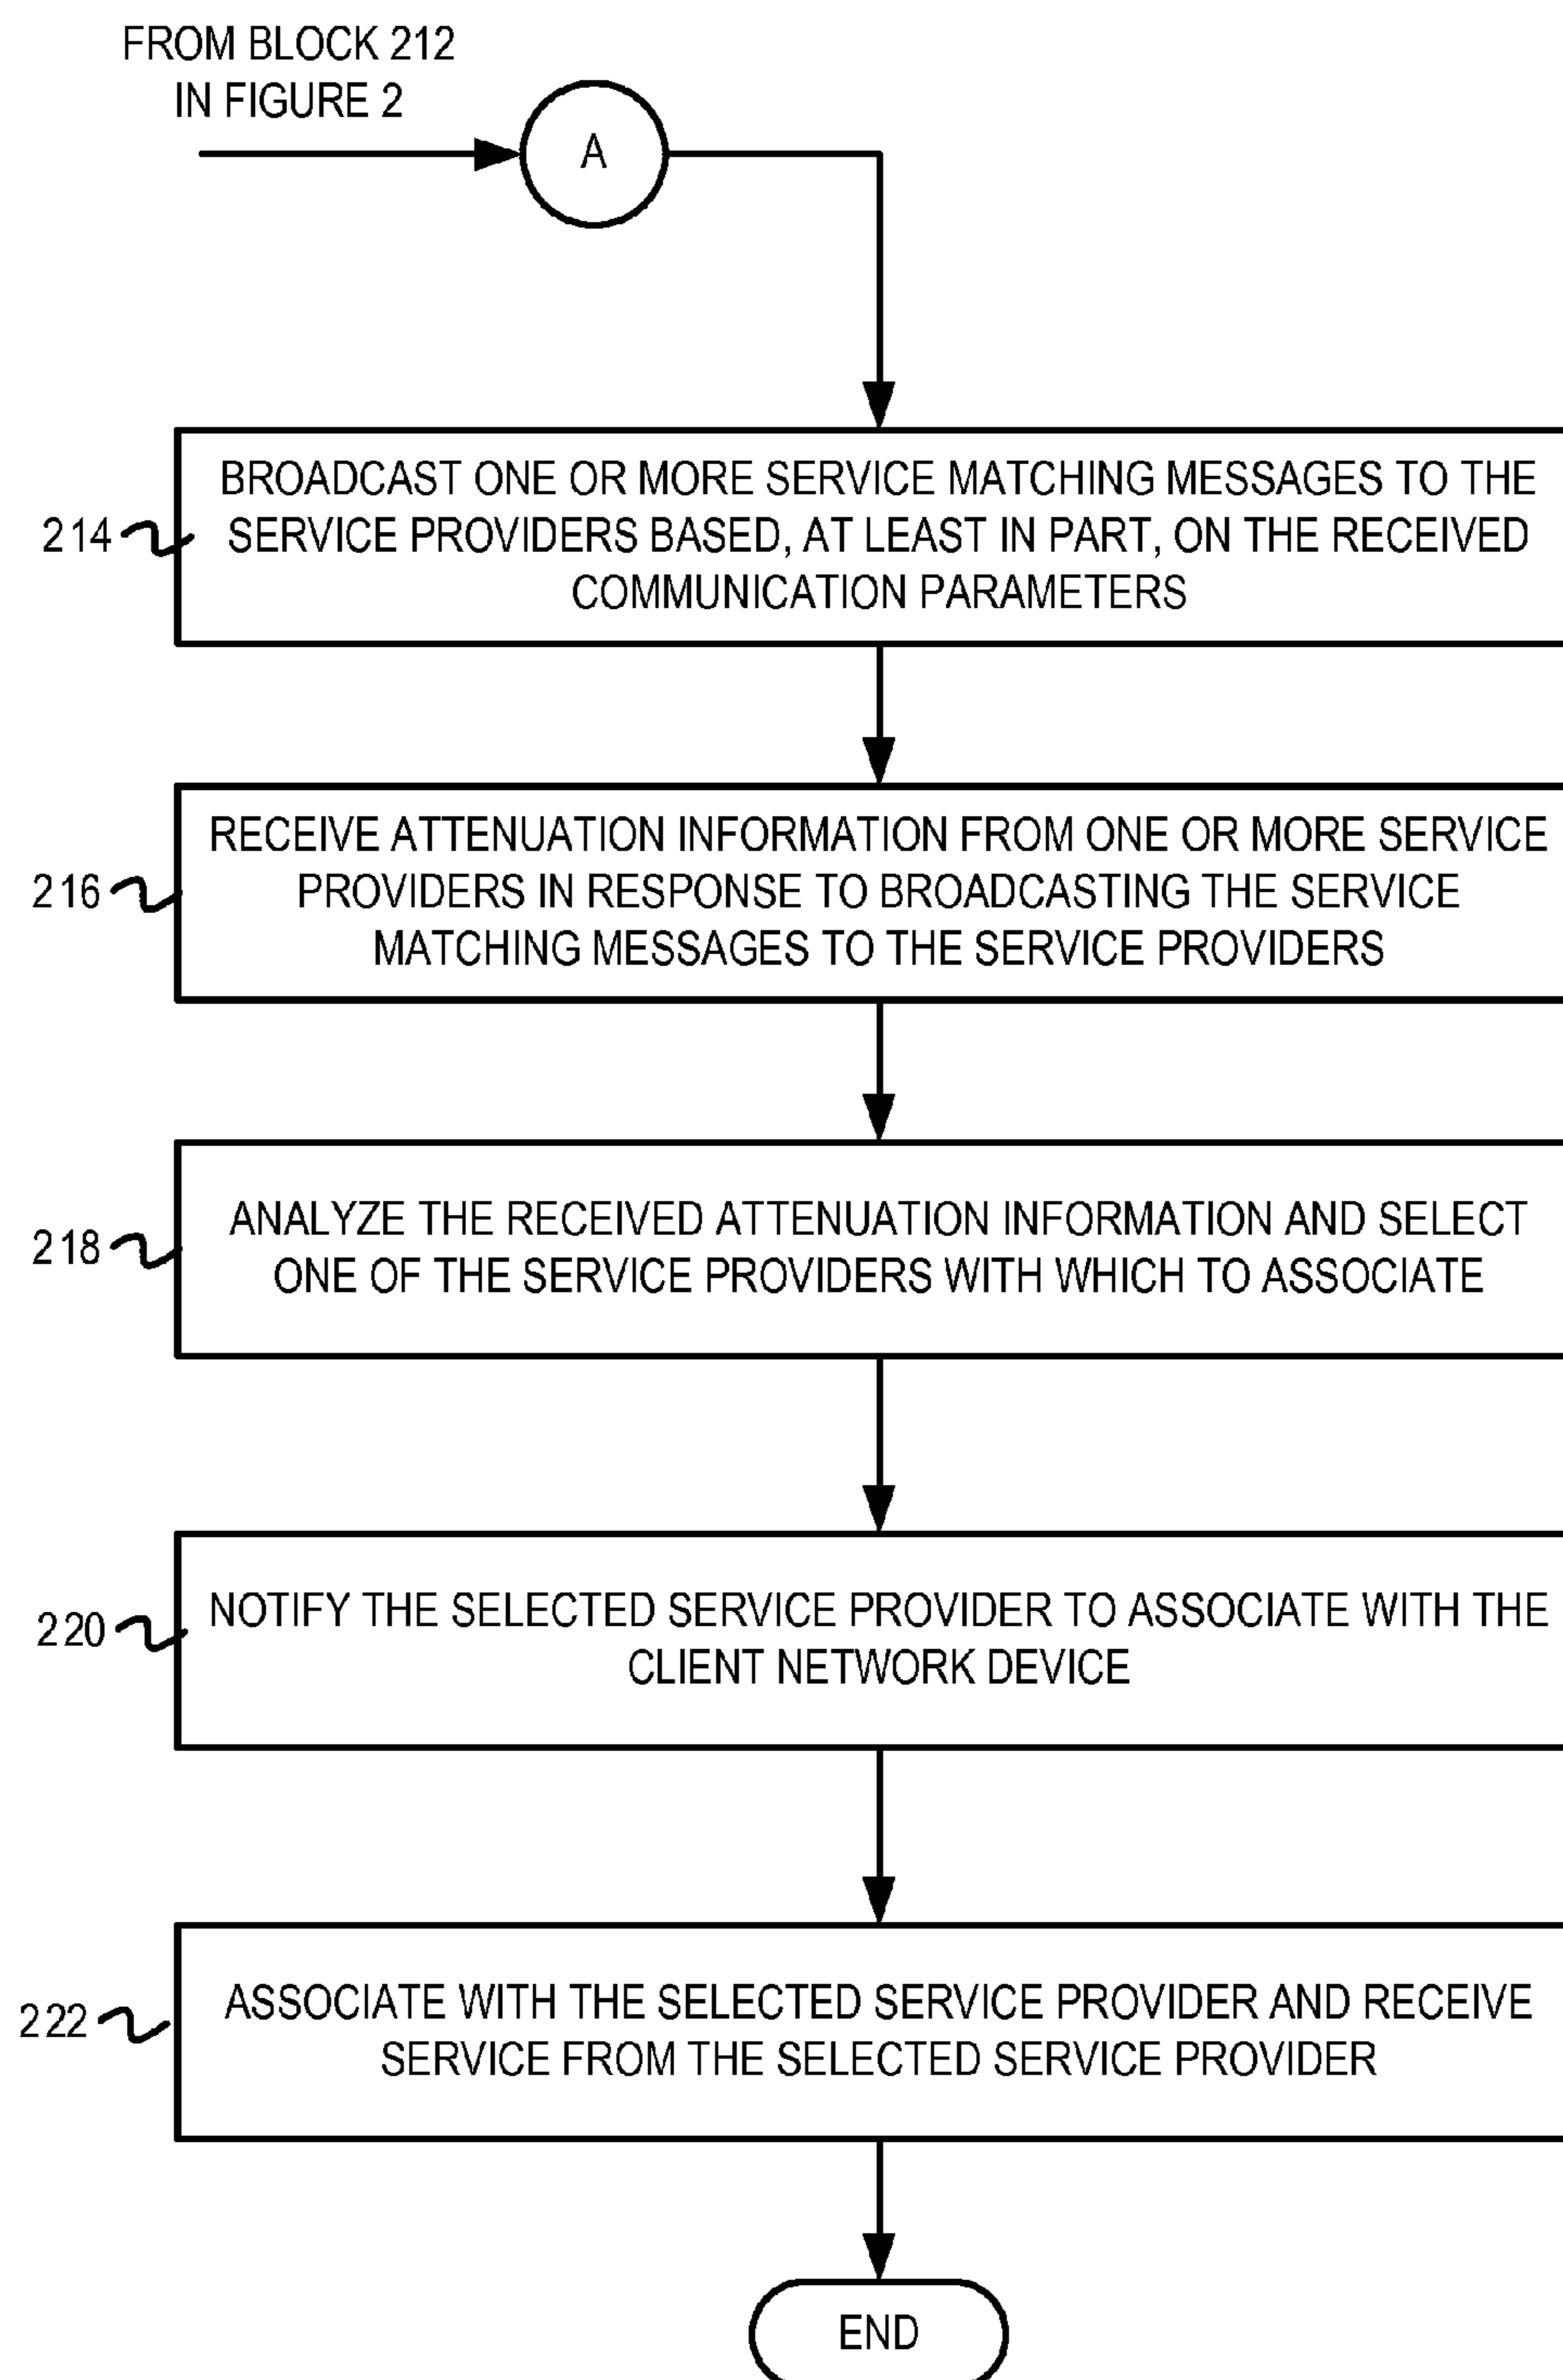 FROM BLOCK 212
IN FIGURE 2
A
BROADCAST ONE OR MORE SERVICE MATCHING MESSAGES TO THE
214
SERVICE PROVIDERS BASED, AT LEAST IN PART, ON THE RECEIVED
COMMUNICATION PARAMETERS
RECEIVE ATTENUATION INFORMATION FROM ONE OR MORE SERVICE
216
PROVIDERS IN RESPONSE TO BROADCASTING THE SERVICE
MATCHING MESSAGES TO THE SERVICE PROVIDERS
218
ANALYZE THE RECEIVED ATTENUATION INFORMATION AND SELECT
ONE OF THE SERVICE PROVIDERS WITH WHICH TO ASSOCIATE
220
NOTIFY THE SELECTED SERVICE PROVIDER TO ASSOCIATE WITH THE
CLIENT NETWORK DEVICE
222
ASSOCIATE WITH THE SELECTED SERVICE PROVIDER AND RECEIVE
SERVICE FROM THE SELECTED SERVICE PROVIDER
END